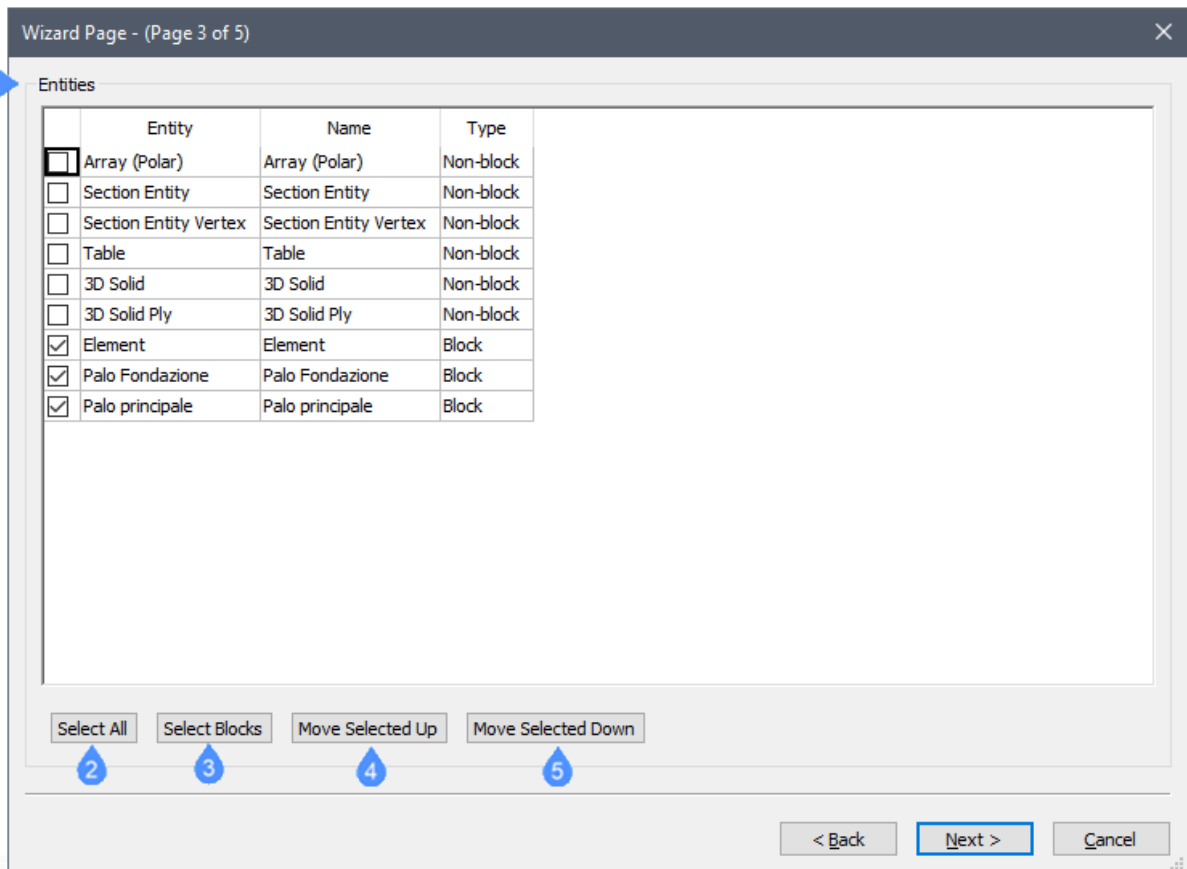 Wizard Page - (Page 3 of 5)
Entities
Entity Name Type
Array (Polar) Array (Polar) Non-block
Section Entity Section Entity Non-block
Section Entity Vertex Section Entity Vertex Non-block
Table Table Non-block
3D Solid 3D Solid Non-block
3D Solid Ply 3D Solid Ply Non-block
Element Element Block
Palo Fondazione Palo Fondazione Block
Palo principale Palo principale Block
Select All Select Blocks Move Selected Up Move Selected Down
2 3 4 5
< Back Next > Cancel